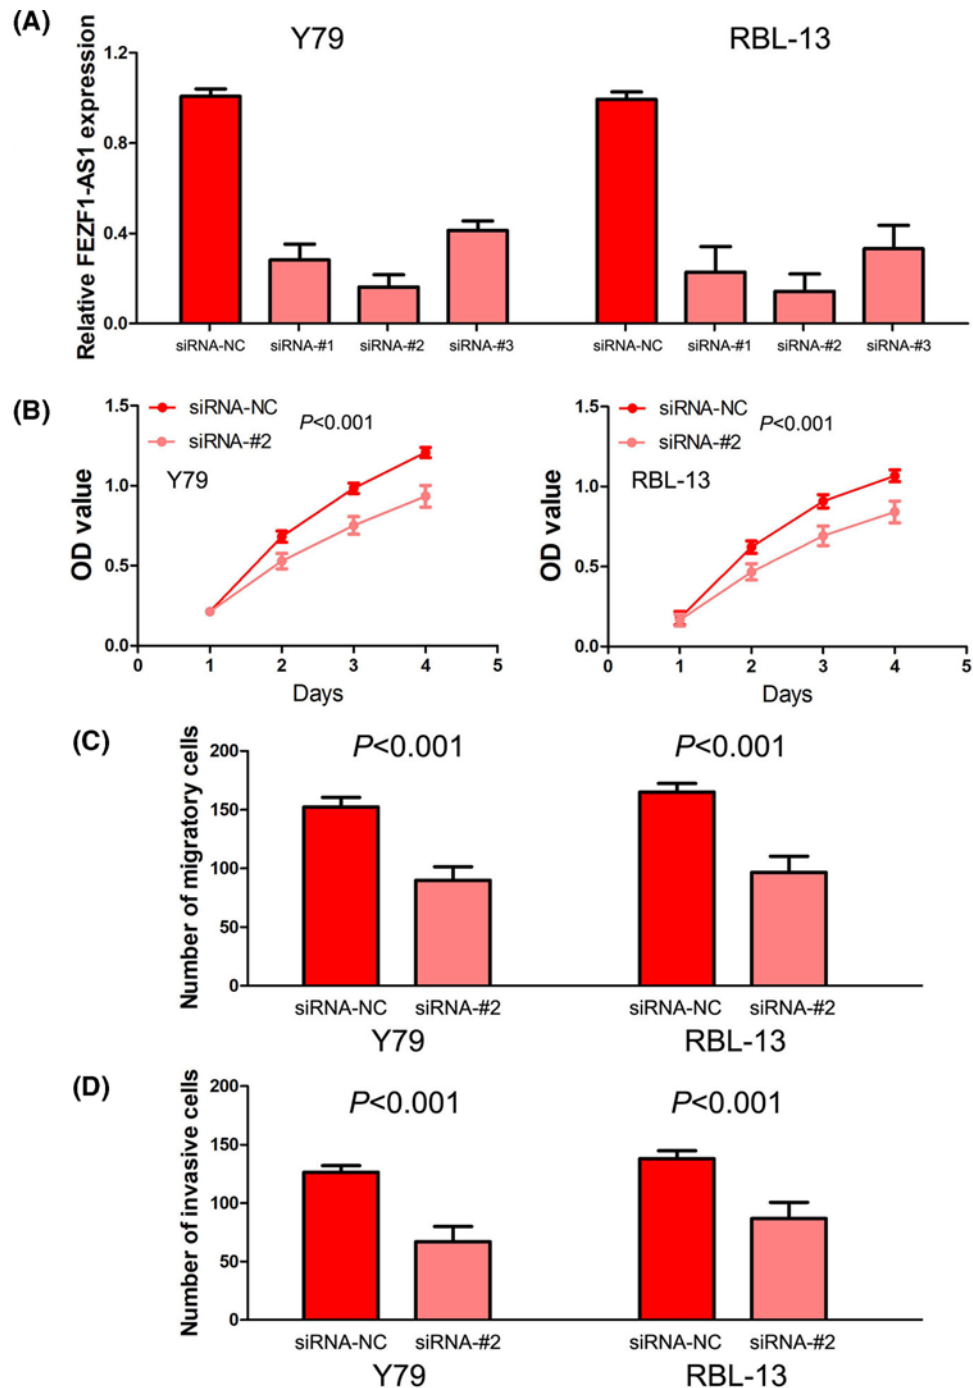 (A)
Y79
RBL-13
Relative FEZF1-AS1 expression
1.2
0.8
0.4
0.0
siRNA-NC siRNA-#1 siRNA-#2 siRNA-#3
siRNA-NC siRNA-#1 siRNA-#2 siRNA-#3
(B)
OD value
1.5
1.0
0.5
0.0
siRNA-NC
siRNA-#2
P<0.001
Y79
0 1 2 3 4 5
Days
OD value
1.5
1.0
0.5
0.0
siRNA-NC
siRNA-#2
P<0.001
RBL-13
0 1 2 3 4 5
Days
(C)
Number of migratory cells
200
150
100
50
0
P<0.001
P<0.001
siRNA-NC siRNA-#2
siRNA-NC siRNA-#2
Y79
RBL-13
(D)
Number of invasive cells
200
150
100
50
0
P<0.001
P<0.001
siRNA-NC siRNA-#2
siRNA-NC siRNA-#2
Y79
RBL-13